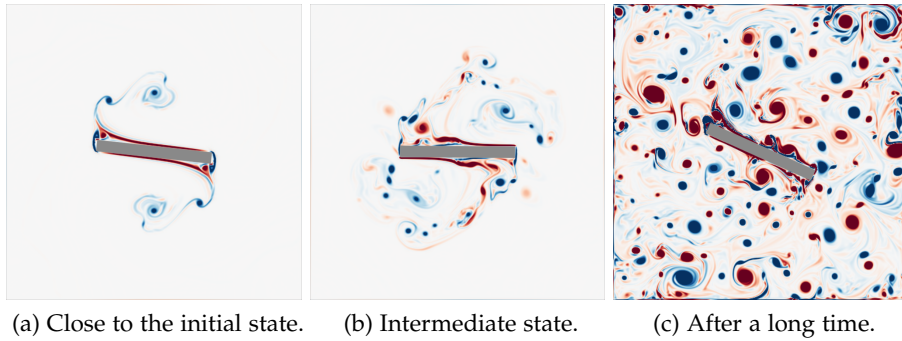 (a) Close to the initial state.
(b) Intermediate state.
(c) After a long time.